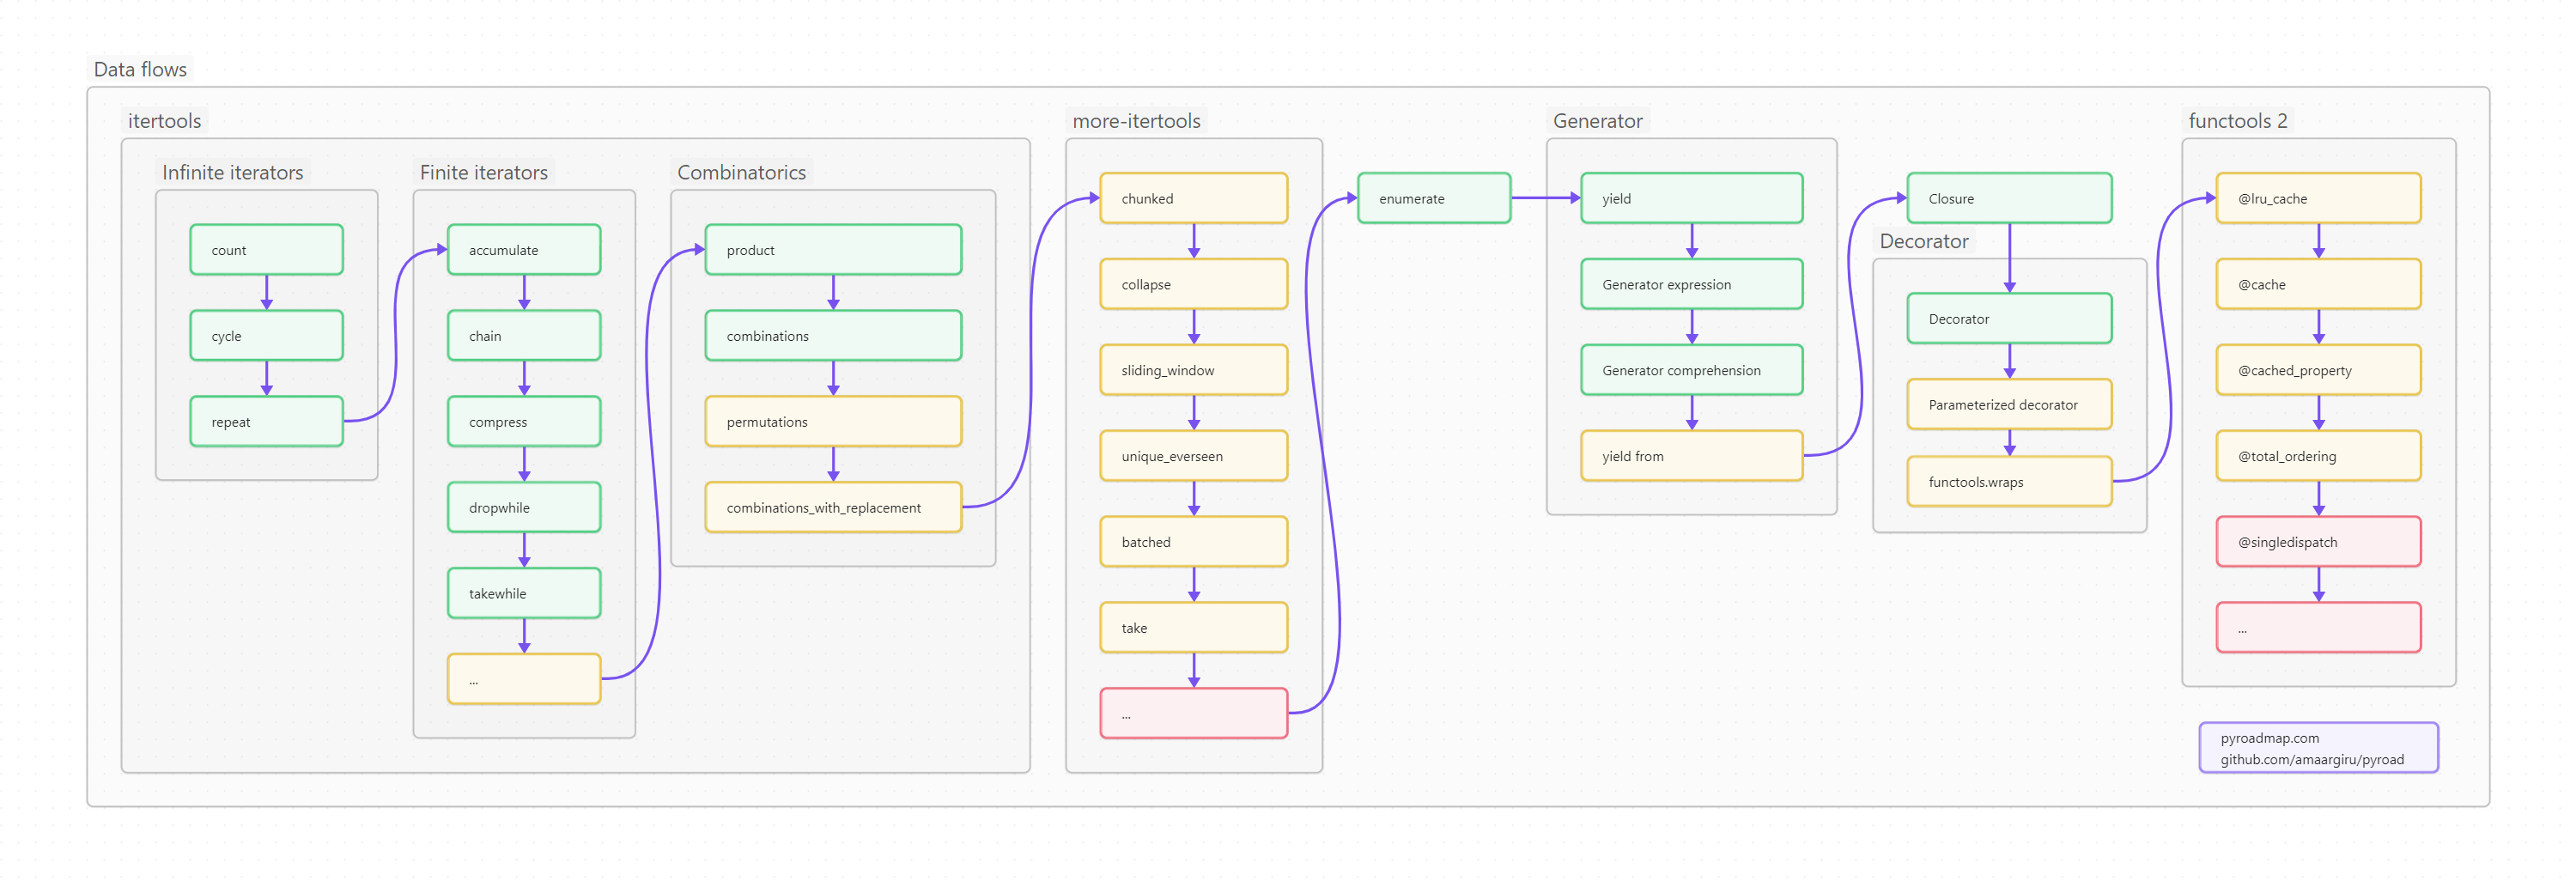 Data flows
itertools
Infinite iterators
count
cycle
repeat
Finite iterators
accumulate
chain
compress
dropwhile
takewhile
...
Combinatorics
product
combinations
permutations
combinations_with_replacement
more-itertools
chunked
collapse
sliding_window
unique_everseen
batched
take
...
enumerate
Generator
yield
Generator expression
Generator comprehension
yield from
Closure
Decorator
Decorator
Parameterized decorator
functools.wraps
functools 2
@lru_cache
@cache
@cached_property
@total_ordering
@singledispatch
...
pyroadmap.com
github.com/amaargiru/pyroad